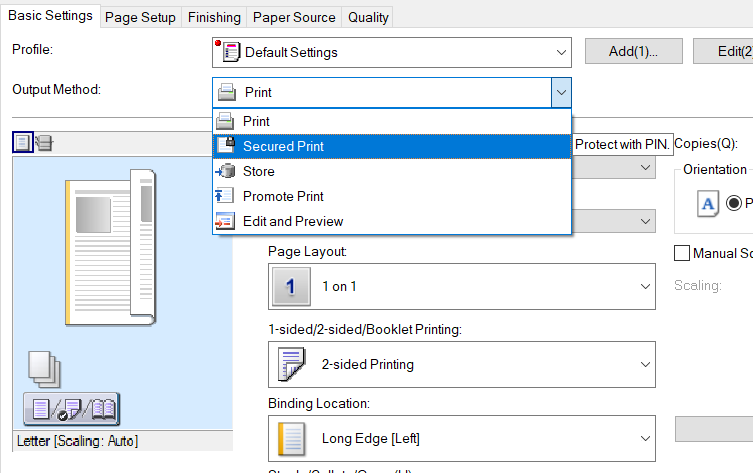 Basic Settings Page Setup Finishing Paper Source Quality
Profile: Default Settings Add(1)... Edit(2)
Output Method: Print
Print
Secured Print Protect with PIN. Copies(Q):
Store Orientation
Promote Print
A
Edit and Preview
Page Layout: Manual Sc
1 1 on 1 Scaling:
1-sided/2-sided/Booklet Printing:
2-sided Printing
Binding Location:
Letter [Scaling: Auto] Long Edge [Left]